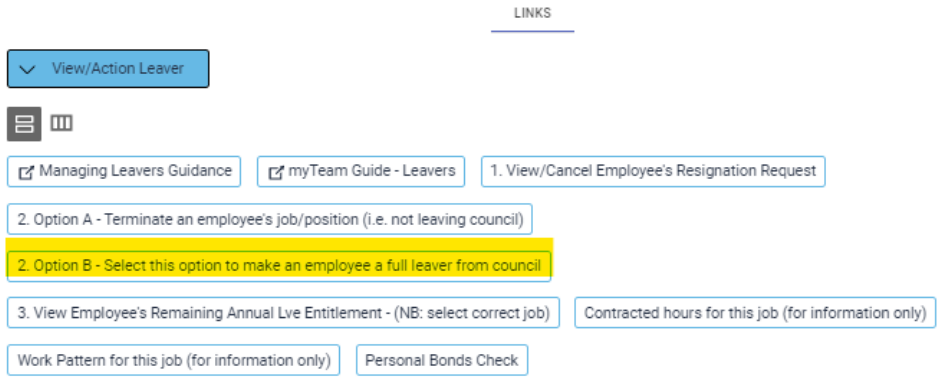 LINKS
View/Action Leaver
Managing Leavers Guidance
myTeam Guide - Leavers
1. View/Cancel Employee's Resignation Request
2. Option A - Terminate an employee's job/position (i.e. not leaving council)
2. Option B - Select this option to make an employee a full leaver from council
3. View Employee's Remaining Annual Lve Entitlement - (NB: select correct job)
Contracted hours for this job (for information only)
Work Pattern for this job (for information only)
Personal Bonds Check